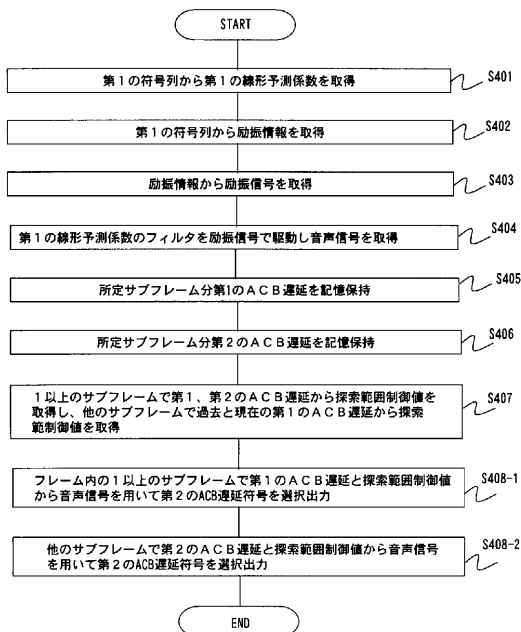 START
第1の符号列から第1の線形予測係数を取得
S401
第1の符号列から励振情報を取得
S402
励振情報から励振信号を取得
S403
第1の線形予測係数のフィルタを励振信号で駆動し音声信号を取得
S404
所定サブフレーム分第1のACB遅延を記憶保持
S405
所定サブフレーム分第2のACB遅延を記憶保持
S406
1以上のサブフレームで第1、第2のACB遅延から探索範囲制御値を
取得し、他のサブフレームで過去と現在の第1のACB遅延から探索
範制御値を取得
S407
フレーム内の1以上のサブフレームで第1のACB遅延と探索範囲制御値
から音声信号を用いて第2のACB遅延符号を選択出力
S408-1
他のサブフレームで第2のACB遅延と探索範囲制御値から音声信号
を用いて第2のACB遅延符号を選択出力
S408-2
END